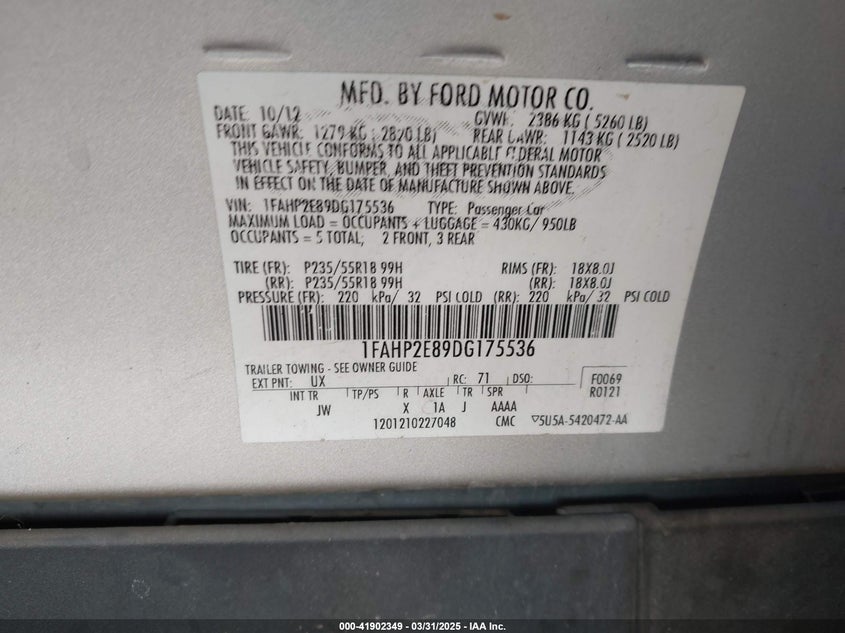 MFD. BY FORD MOTOR CO.
DATE: 10/12 GVWR: 2386 KG ( 5260 LB)
FRONT GAWR: 1279 KG ( 2820 LB) REAR GAWR: 1143 KG ( 2520 LB)
THIS VEHICLE CONFORMS TO ALL APPLICABLE FEDERAL MOTOR
VEHICLE SAFETY, BUMPER, AND THEFT PREVENTION STANDARDS
IN EFFECT ON THE DATE OF MANUFACTURE SHOWN ABOVE.
VIN: 1FAHP2E89DG175536 TYPE: Passenger Car
MAXIMUM LOAD = OCCUPANTS + LUGGAGE = 430KG/ 950LB
OCCUPANTS = 5 TOTAL; 2 FRONT, 3 REAR
TIRE (FR): P235/55R18 99H RIMS (FR): 18X8.0J
(RR): P235/55R18 99H (RR): 18X8.0J
PRESSURE (FR): 220 kPa/ 32 PSI COLD (RR): 220 kPa/ 32 PSI COLD
1FAHP2E89DG175536
TRAILER TOWING - SEE OWNER GUIDE
EXT PNT: UX RC: 71 DSO: F0069
INT TR TP/PS R AXLE TR SPR R0121
JW X 1A J AAAA
1201210227048 CMC ▽5U5A-5420472-AA
000-41902349 - 03/31/2025 - IAA Inc.